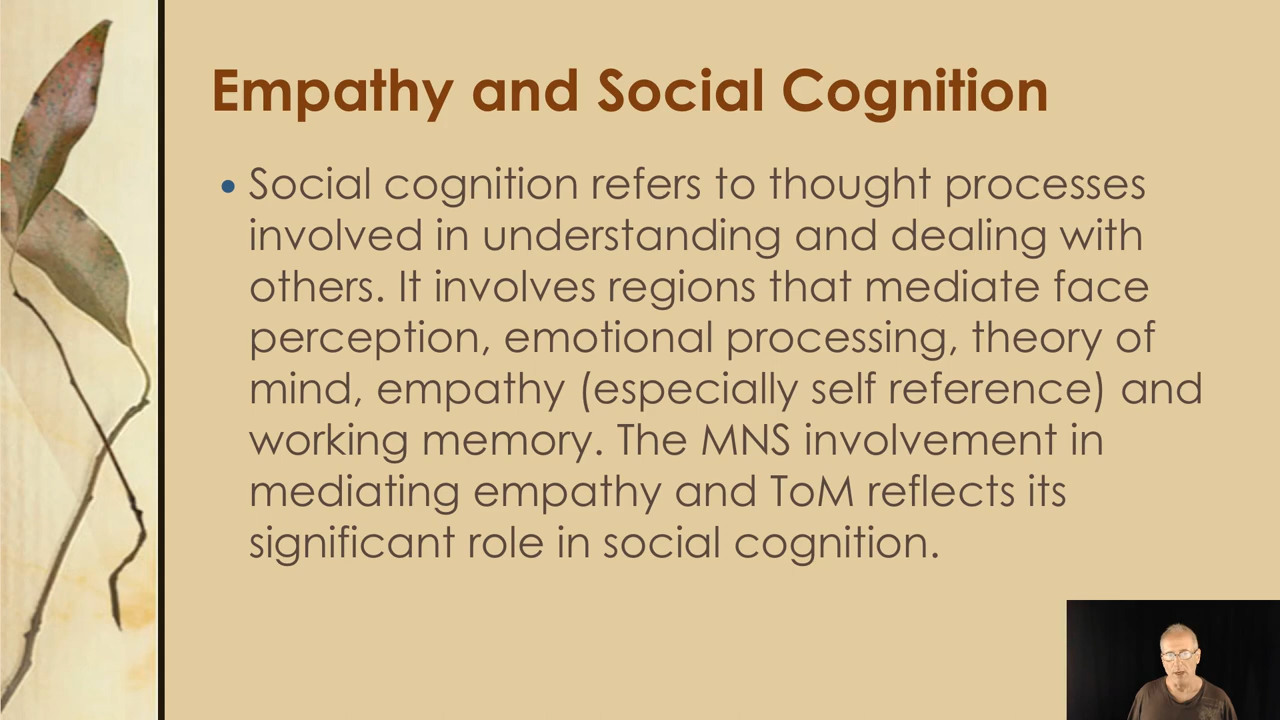 Empathy and Social Cognition
• Social cognition refers to thought processes
involved in understanding and dealing with
others. It involves regions that mediate face
perception, emotional processing, theory of
mind, empathy (especially self reference) and
working memory. The MNS involvement in
mediating empathy and ToM reflects its
significant role in social cognition.